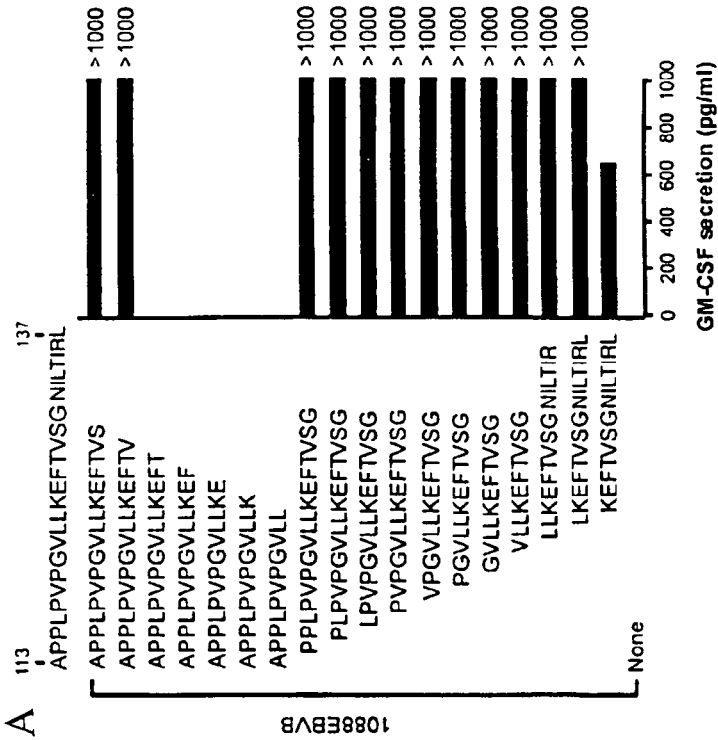 A
113 137
APPLPVPGVLLKEFTVSGNILTIRL
1088EBVB
APPLPVPGVLLKEFTVS > 1000
APPLPVPGVLLKEFTV > 1000
APPLPVPGVLLKEFT
APPLPVPGVLLKEF
APPLPVPGVLLKE
APPLPVPGVLLK
APPLPVPGVLL
PPLPVPGVLLKEFTVSG > 1000
PLPVPGVLLKEFTVSG > 1000
LPVPGVLLKEFTVSG > 1000
PVPGVLLKEFTVSG > 1000
VPGVLLKEFTVSG > 1000
PGVLLKEFTVSG > 1000
GVLLKEFTVSG > 1000
VLLKEFTVSG > 1000
LLKEFTVSGNILTIR > 1000
LKEFTVSGNILTIRL > 1000
KEFTVSGNILTIRL
None
0 200 400 600 800 1000
GM-CSF secretion (pg/ml)